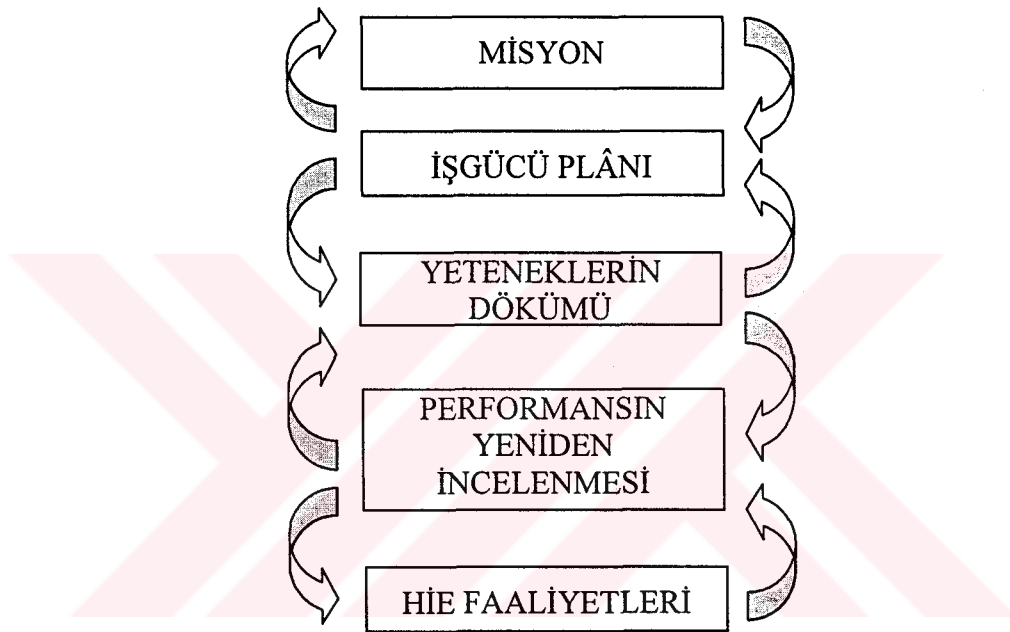 MİSYON
İŞGÜCÜ PLÂNI
YETENEKLERİN
DÖKÜMÜ
PERFORMANSIN
YENİDEN
İNCELENMESİ
HİE FAALİYETLERİ